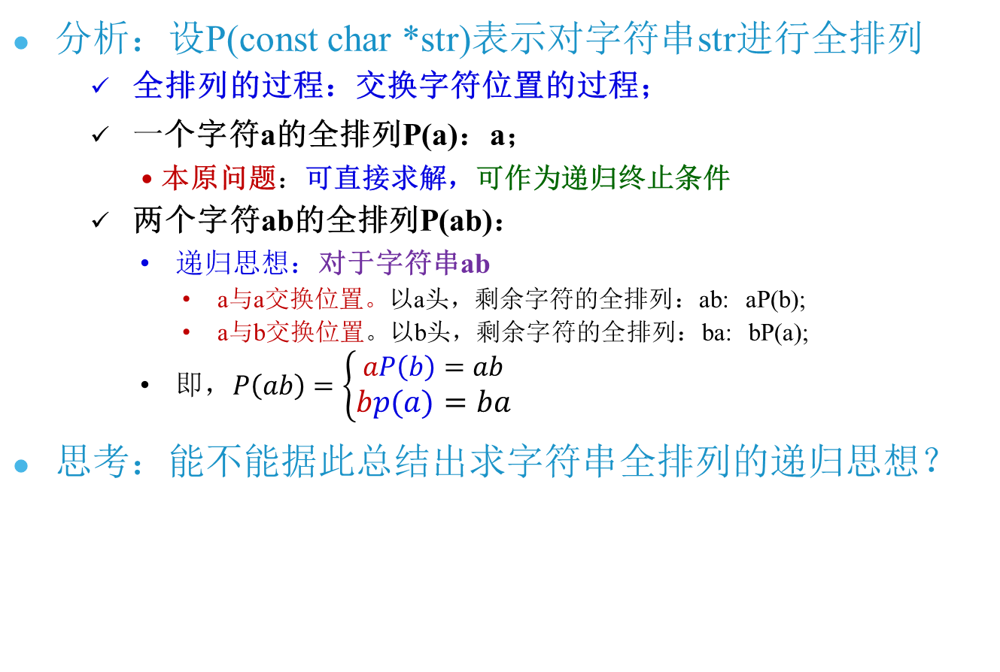 • 分析：设P(const char *str)表示对字符串str进行全排列
✓ 全排列的过程：交换字符位置的过程；
✓ 一个字符a的全排列P(a)：a；
• 本原问题：可直接求解，可作为递归终止条件
✓ 两个字符ab的全排列P(ab)：
• 递归思想：对于字符串ab
• a与a交换位置。以a头，剩余字符的全排列：ab: aP(b);
• a与b交换位置。以b头，剩余字符的全排列：ba: bP(a);
• 即，P(ab) = { aP(b) = ab
bp(a) = ba
• 思考：能不能据此总结出求字符串全排列的递归思想？